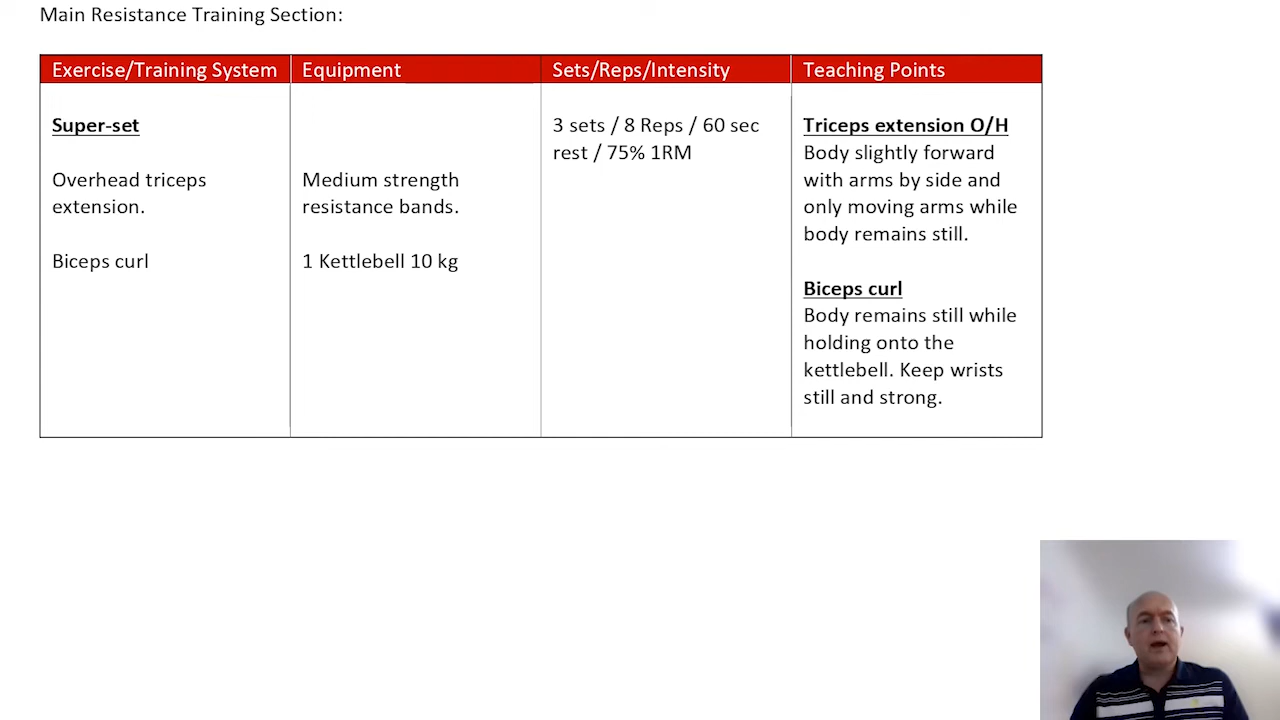 Main Resistance Training Section:
Exercise/Training System
Equipment
Sets/Reps/Intensity
Teaching Points
Super-set
Overhead triceps
extension.
Biceps curl
Medium strength
resistance bands.
1 Kettlebell 10 kg
3 sets / 8 Reps / 60 sec
rest / 75% 1RM
Triceps extension O/H
Body slightly forward
with arms by side and
only moving arms while
body remains still.
Biceps curl
Body remains still while
holding onto the
kettlebell. Keep wrists
still and strong.